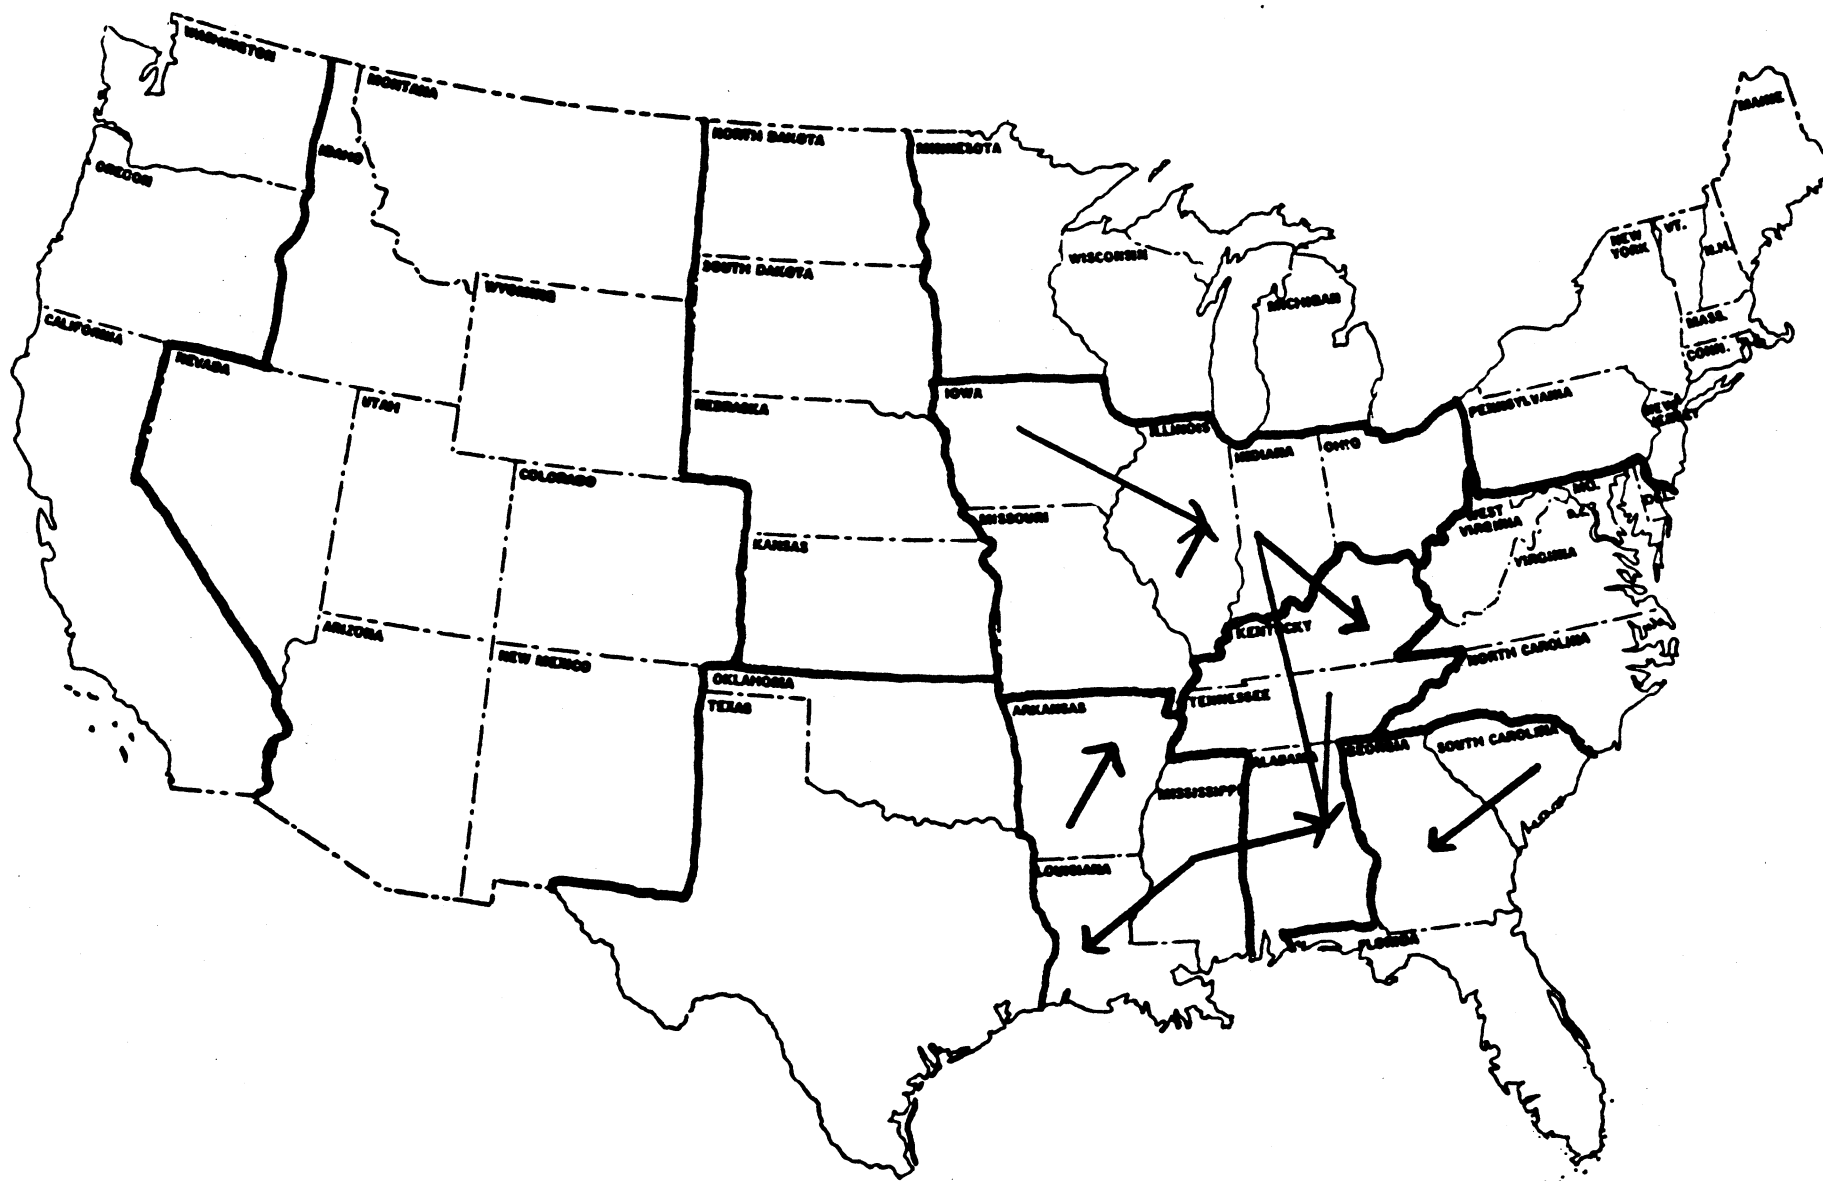 WASHINGTON
MONTANA
NORTH DAKOTA
MINNESOTA
MAINE
IDAHO
OREGON
WISCONSIN
NEW
YORK
VT.
N.H.
SOUTH DAKOTA
WYOMING
MICHIGAN
CALIFORNIA
MASS.
CONN.
NEVADA
UTAH
NEBRASKA
IOWA
ILLINOIS
INDIANA
OHIO
PENNSYLVANIA
NEW
JERSEY
COLORADO
KANSAS
MISSOURI
WEST
VIRGINIA
MD.
DEL.
D.C.
VIRGINIA
KENTUCKY
ARIZONA
NEW MEXICO
OKLAHOMA
TEXAS
ARKANSAS
TENNESSEE
NORTH CAROLINA
MISSISSIPPI
ALABAMA
GEORGIA
SOUTH CAROLINA
LOUISIANA
FLORIDA